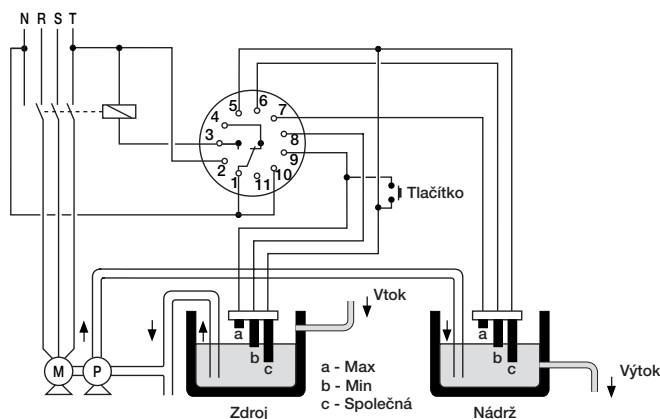 N R S T
5 6 7
4 8
3 9
2 10
1 11
Tlačítko
Vtok
a b c
a b c
M P
a - Max
b - Min
c - Společná
Výtok
Zdroj Nádrž